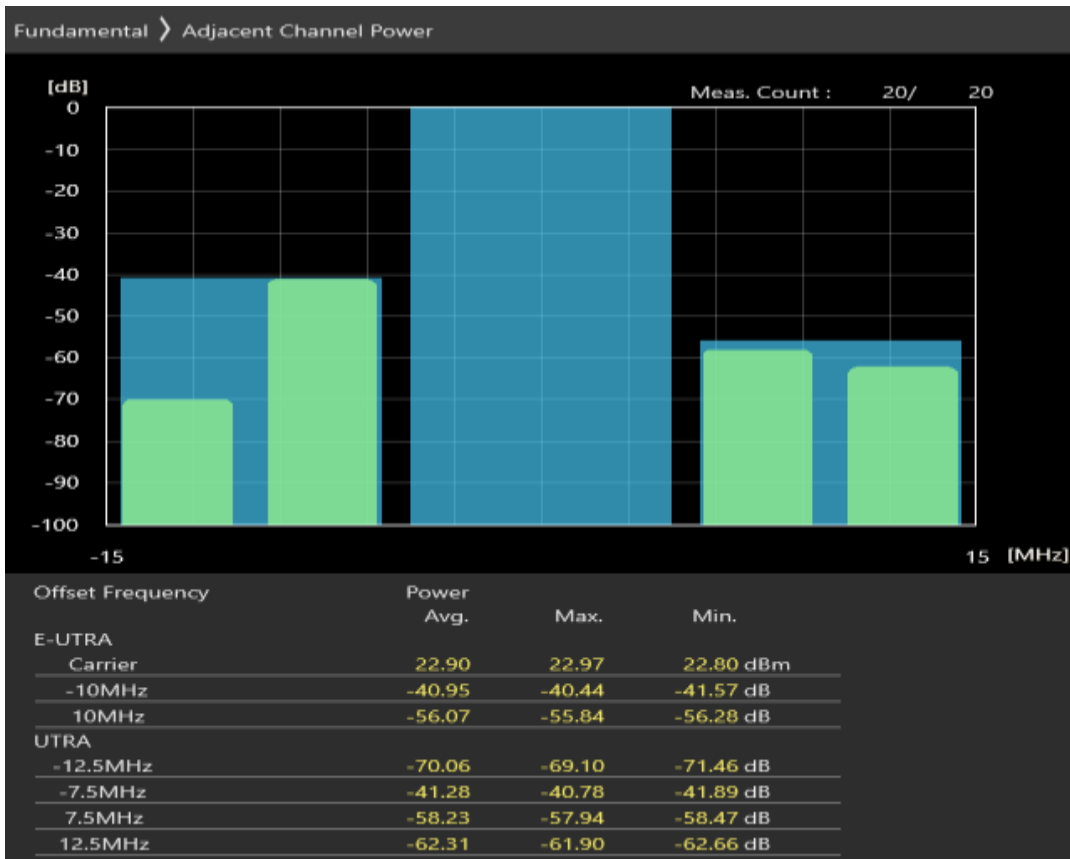 Fundamental ❭ Adjacent Channel Power
[dB]
Meas. Count : 20/ 20
0
-10
-20
-30
-40
-50
-60
-70
-80
-90
-100
-15 15 [MHz]
Offset Frequency Power
Avg. Max. Min.
E-UTRA
Carrier 22.90 22.97 22.80 dBm
-10MHz -40.95 -40.44 -41.57 dB
10MHz -56.07 -55.84 -56.28 dB
UTRA
-12.5MHz -70.06 -69.10 -71.46 dB
-7.5MHz -41.28 -40.78 -41.89 dB
7.5MHz -58.23 -57.94 -58.47 dB
12.5MHz -62.31 -61.90 -62.66 dB